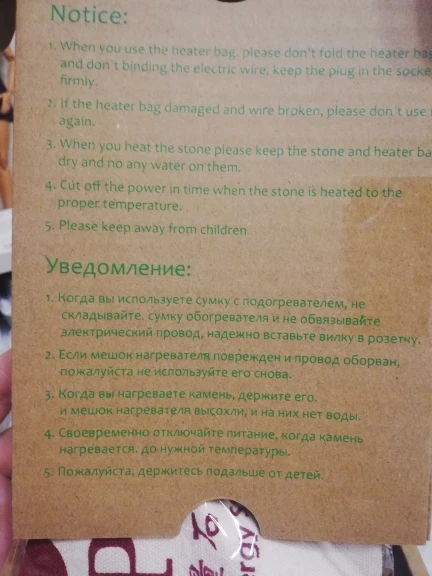 Notice:
1. When you use the heater bag, please don't fold the heater bag
and don't binding the electric wire, keep the plug in the socke
firmly.
2. If the heater bag damaged and wire broken, please don't use
again.
3. When you heat the stone please keep the stone and heater ba
dry and no any water on them.
4. Cut off the power in time when the stone is heated to the
proper temperature.
5. Please keep away from children
Уведомление:
1. Когда вы используете сумку с подогревателем, не
складывайте. сумку обогревателя и не обвязывайте
электрический провод, надежно вставьте вилку в розетку.
2. Если мешок нагревателя поврежден и провод оборван,
пожалуйста не используйте его снова.
3. Когда вы нагреваете камень, держите его.
и мешок нагревателя высохли, и на них нет воды.
4. Своевременно отключайте питание, когда камень
нагревается. до нужной температуры.
5. Пожалуйста, держитесь подальше от детей.